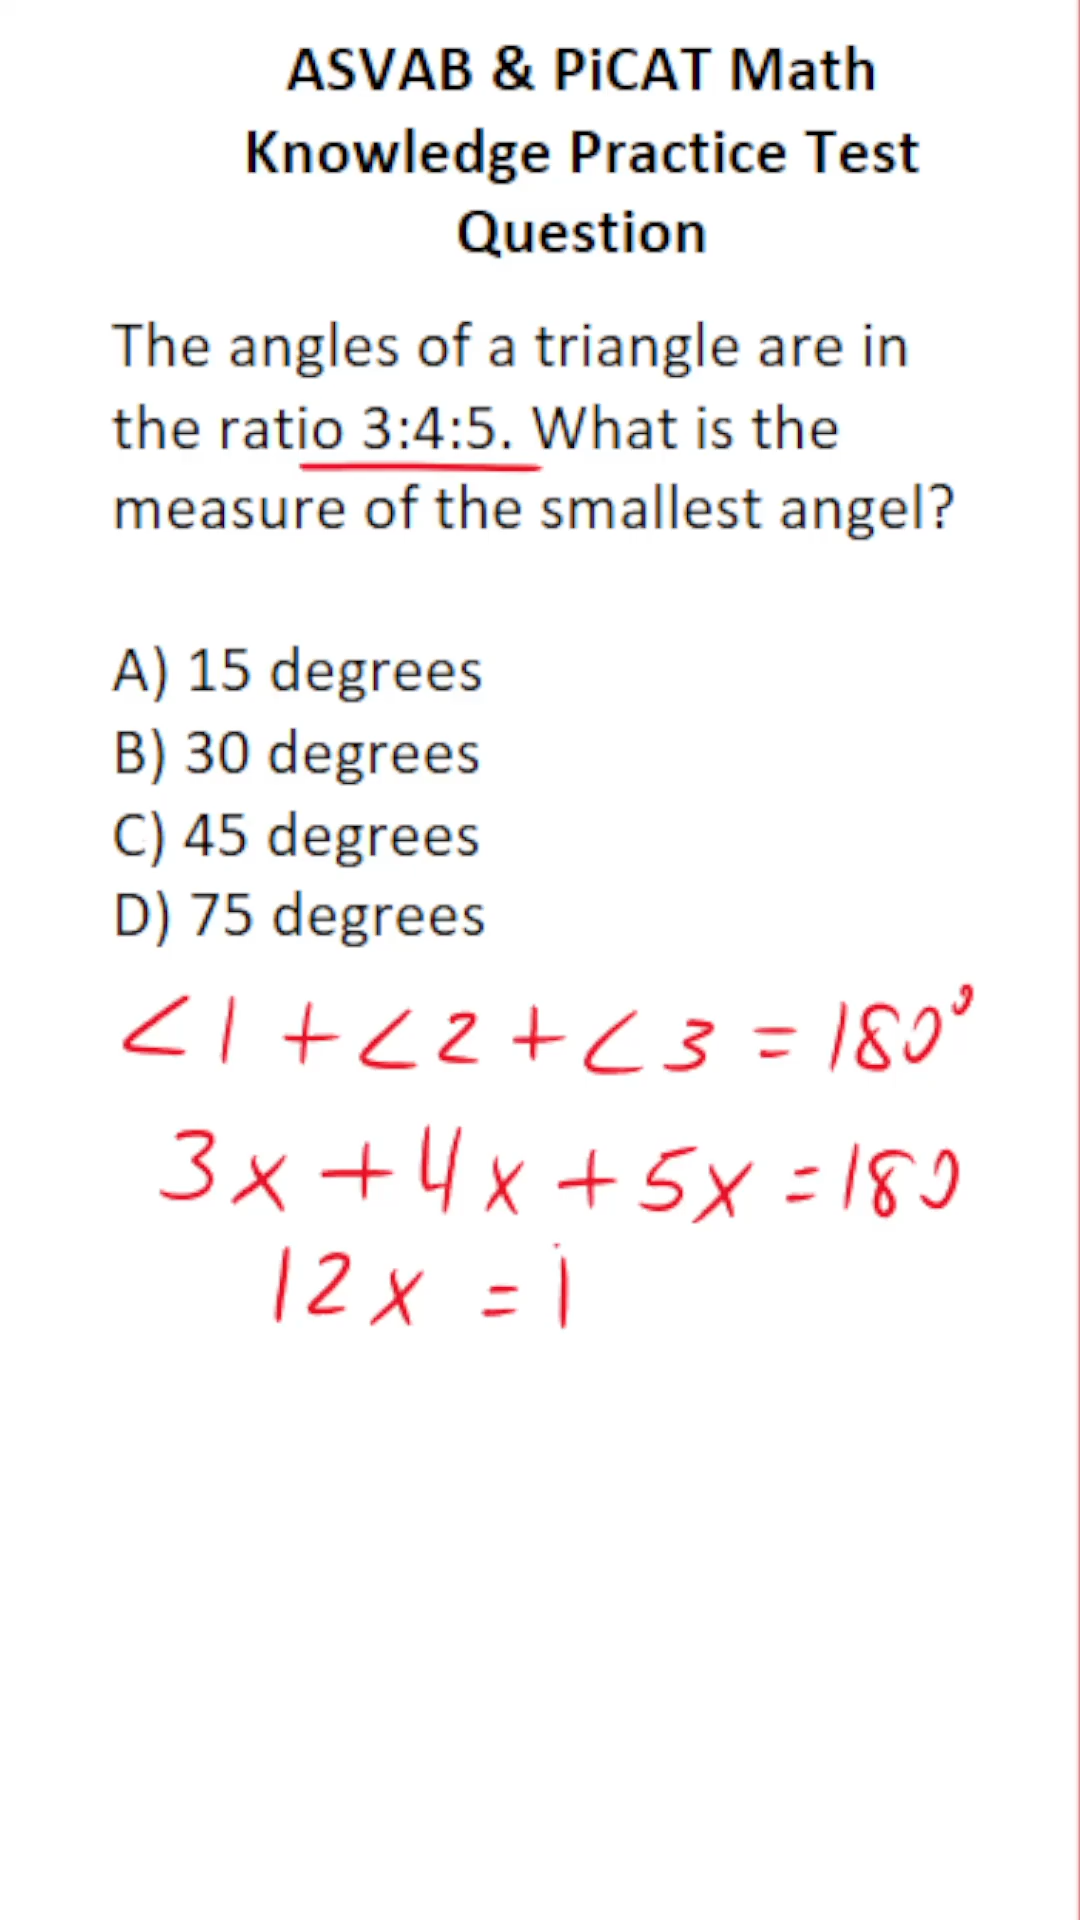 ASVAB & PiCAT Math
Knowledge Practice Test
Question
The angles of a triangle are in
the ratio 3:4:5. What is the
measure of the smallest angel?
A) 15 degrees
B) 30 degrees
C) 45 degrees
D) 75 degrees
∠1 + ∠2 + ∠3 = 180°
3x + 4x + 5x = 180
12x = 1